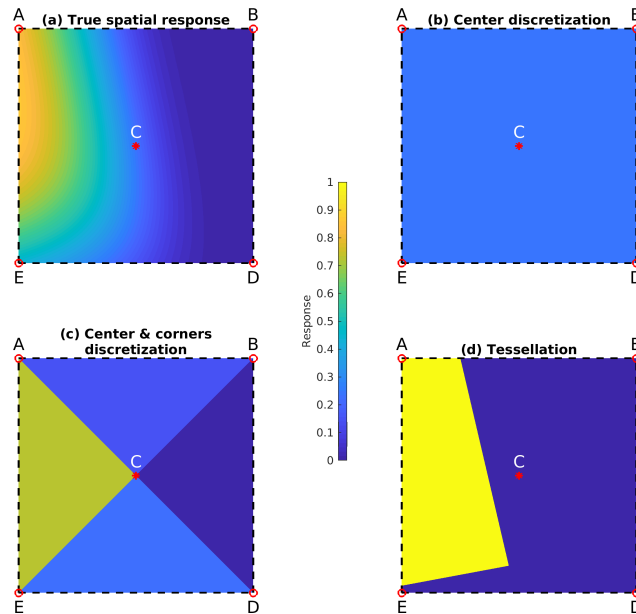 A
B
(a) True spatial response
C
E
D
A
B
(b) Center discretization
C
E
D
1
0.9
0.8
0.7
0.6
0.5
0.4
0.3
0.2
0.1
0
Response
A
B
(c) Center & corners
discretization
C
E
D
A
B
(d) Tessellation
C
E
D